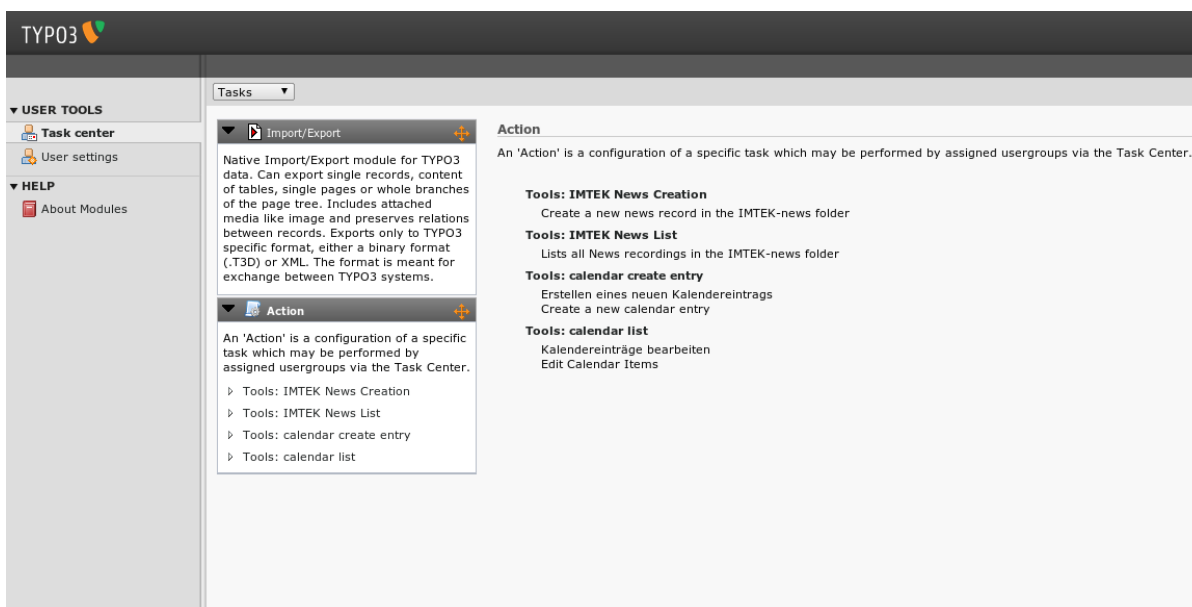 TYPO3
Tasks
USER TOOLS
Task center
User settings
HELP
About Modules
Import/Export
Native Import/Export module for TYPO3
data. Can export single records, content
of tables, single pages or whole branches
of the page tree. Includes attached
media like image and preserves relations
between records. Exports only to TYPO3
specific format, either a binary format
(.T3D) or XML. The format is meant for
exchange between TYPO3 systems.
Action
An 'Action' is a configuration of a specific
task which may be performed by
assigned usergroups via the Task Center.
Tools: IMTEK News Creation
Tools: IMTEK News List
Tools: calendar create entry
Tools: calendar list
Action
An 'Action' is a configuration of a specific task which may be performed by assigned usergroups via the Task Center.
Tools: IMTEK News Creation
Create a new news record in the IMTEK-news folder
Tools: IMTEK News List
Lists all News recordings in the IMTEK-news folder
Tools: calendar create entry
Erstellen eines neuen Kalendereintrags
Create a new calendar entry
Tools: calendar list
Kalendereinträge bearbeiten
Edit Calendar Items